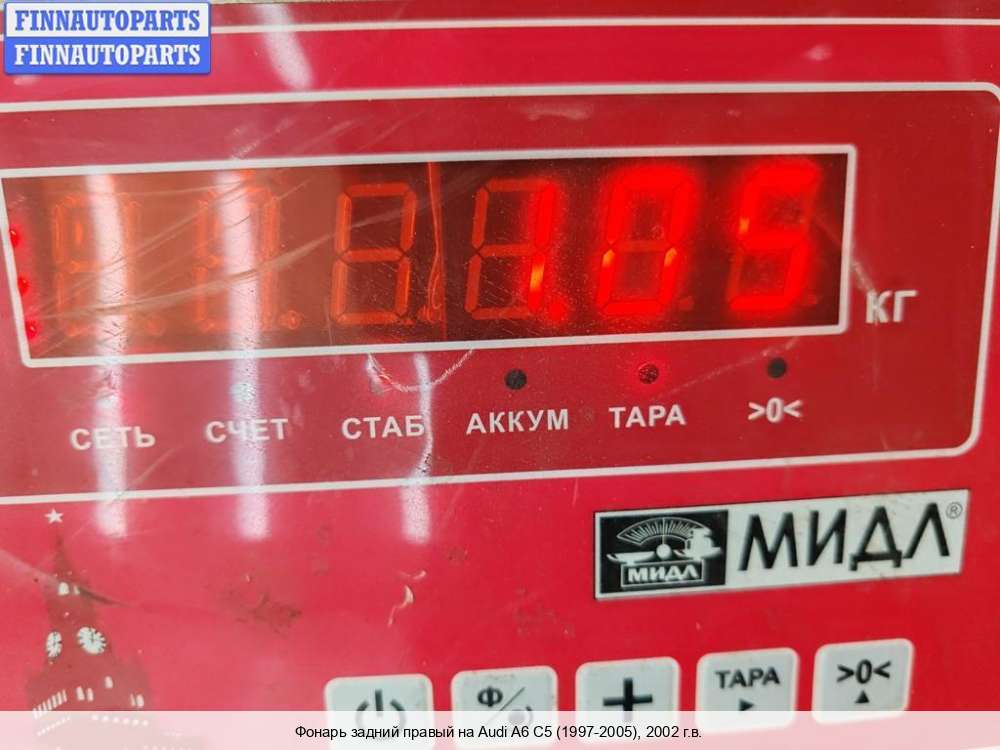 FINNAUTOPARTS
FINNAUTOPARTS
1.05
КГ
СЕТЬ СЧЕТ СТАБ АККУМ ТАРА >0<
МИДЛ МИДЛ®
Ф ТАРА >0<
Фонарь задний правый на Audi A6 C5 (1997-2005), 2002 г.в.